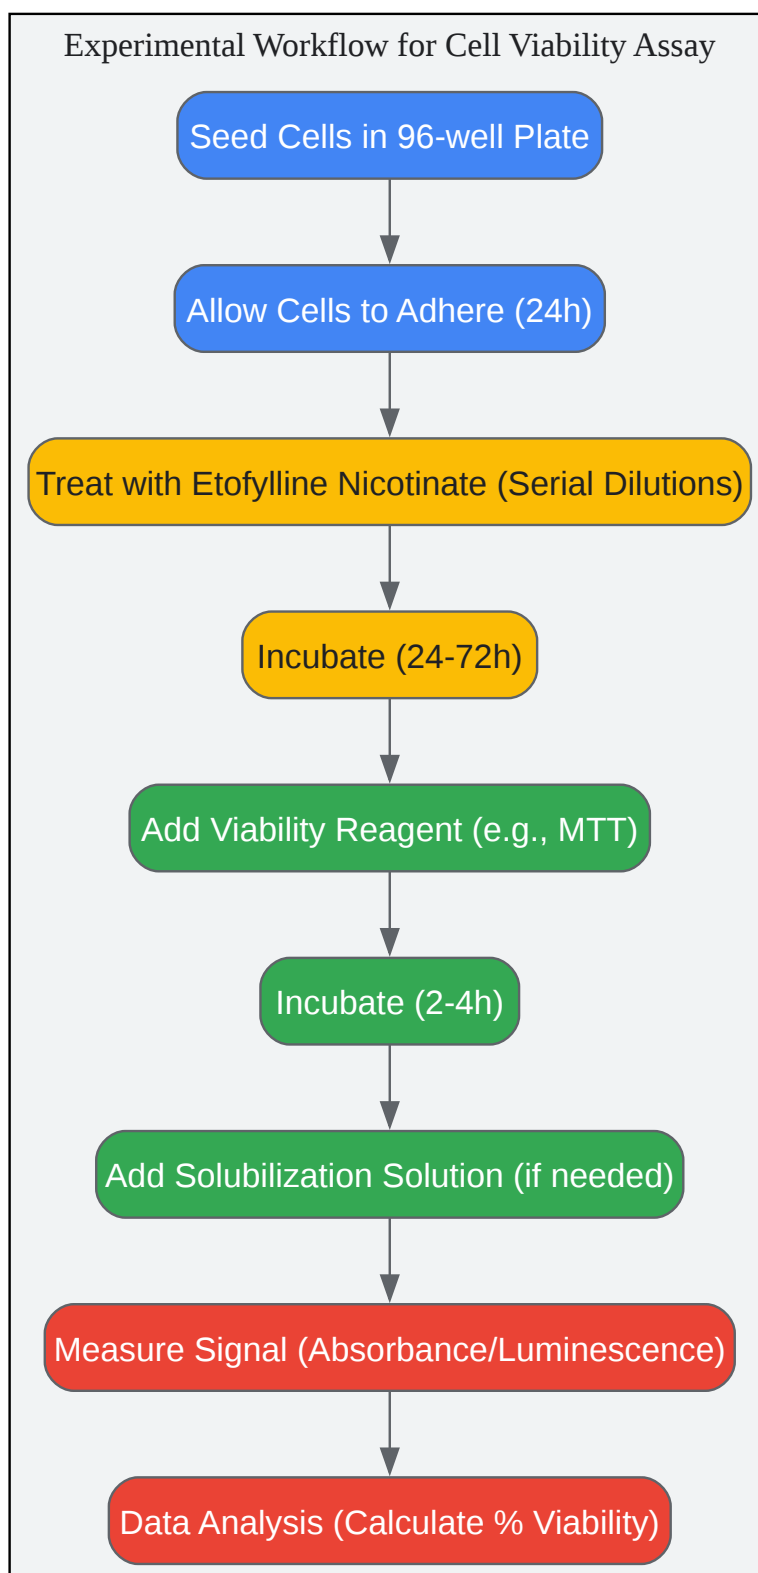 Experimental Workflow for Cell Viability Assay
Seed Cells in 96-well Plate
Allow Cells to Adhere (24h)
Treat with Etofylline Nicotinate (Serial Dilutions)
Incubate (24-72h)
Add Viability Reagent (e.g., MTT)
Incubate (2-4h)
Add Solubilization Solution (if needed)
Measure Signal (Absorbance/Luminescence)
Data Analysis (Calculate % Viability)